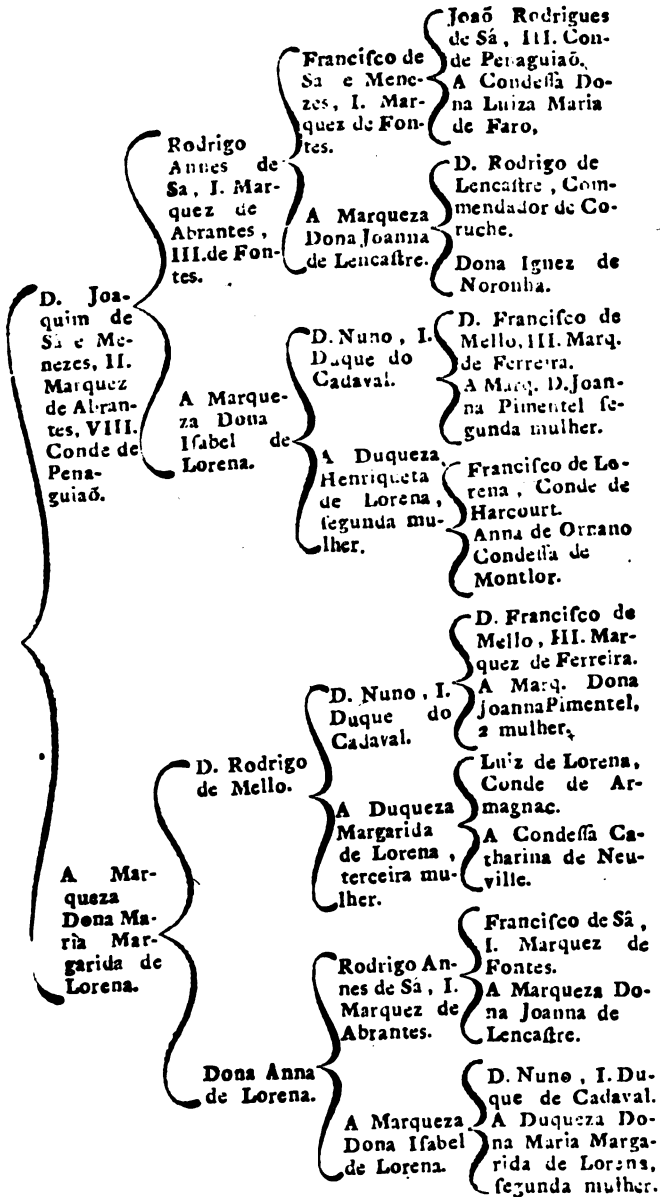 D. Joa-
quim de
Sá e Me-
nezes, II.
Marquez
de Abran-
tes, VIII.
Conde de
Pena-
guiaõ.
Rodrigo
Annes de
Sa, I. Mar-
quez de
Abrantes,
III. de Fon-
tes.
Francifco de
Sa e Mene-
zes, I. Mar-
quez de Fon-
tes.
Joaõ Rodrigues
de Sá, III. Con-
de Penaguiaõ.
A Condeſſa Do-
na Luiza Maria
de Faro,
A Marqueza
Dona Joanna
de Lencaſtre.
D. Rodrigo de
Lencaſtre, Com-
mendador de Co-
ruche.
Dona Ignez de
Noronha.
A Marque-
za Dona
Iſabel de
Lorena.
D. Nuno, I.
Duque do
Cadaval.
D. Franciſco de
Mello, III. Marq.
de Ferreira.
A Marq. D. Joan-
na Pimentel ſe-
gunda mulher.
A Duqueza
Henriqueta
de Lorena,
ſegunda mu-
lher.
Franciſco de Lo-
rena, Conde de
Harcourt.
Anna de Ornano
Condeſſa de
Montlor.
A Mar-
queza
Dona Ma-
ria Mar-
garida de
Lorena.
D. Rodrigo
de Mello.
D. Nuno, I.
Duque do
Cadaval.
D. Franciſco de
Mello, III. Mar-
quez de Ferreira.
A Marq. Dona
Joanna Pimentel,
2 mulher.
A Duqueza
Margarida
de Lorena,
terceira mu-
lher.
Luiz de Lorena,
Conde de Ar-
magnac.
A Condeſſa Ca-
tharina de Neu-
ville.
Dona Anna
de Lorena.
Rodrigo An-
nes de Sá, I.
Marquez de
Abrantes.
Franciſco de Sâ,
I. Marquez de
Fontes.
A Marqueza Do-
na Joanna de
Lencaſtre.
A Marqueza
Dona Iſabel
de Lorena.
D. Nuno, I. Du-
que de Cadaval.
A Duqueza Do-
na Maria Marga-
rida de Lorena,
ſegunda mulher.